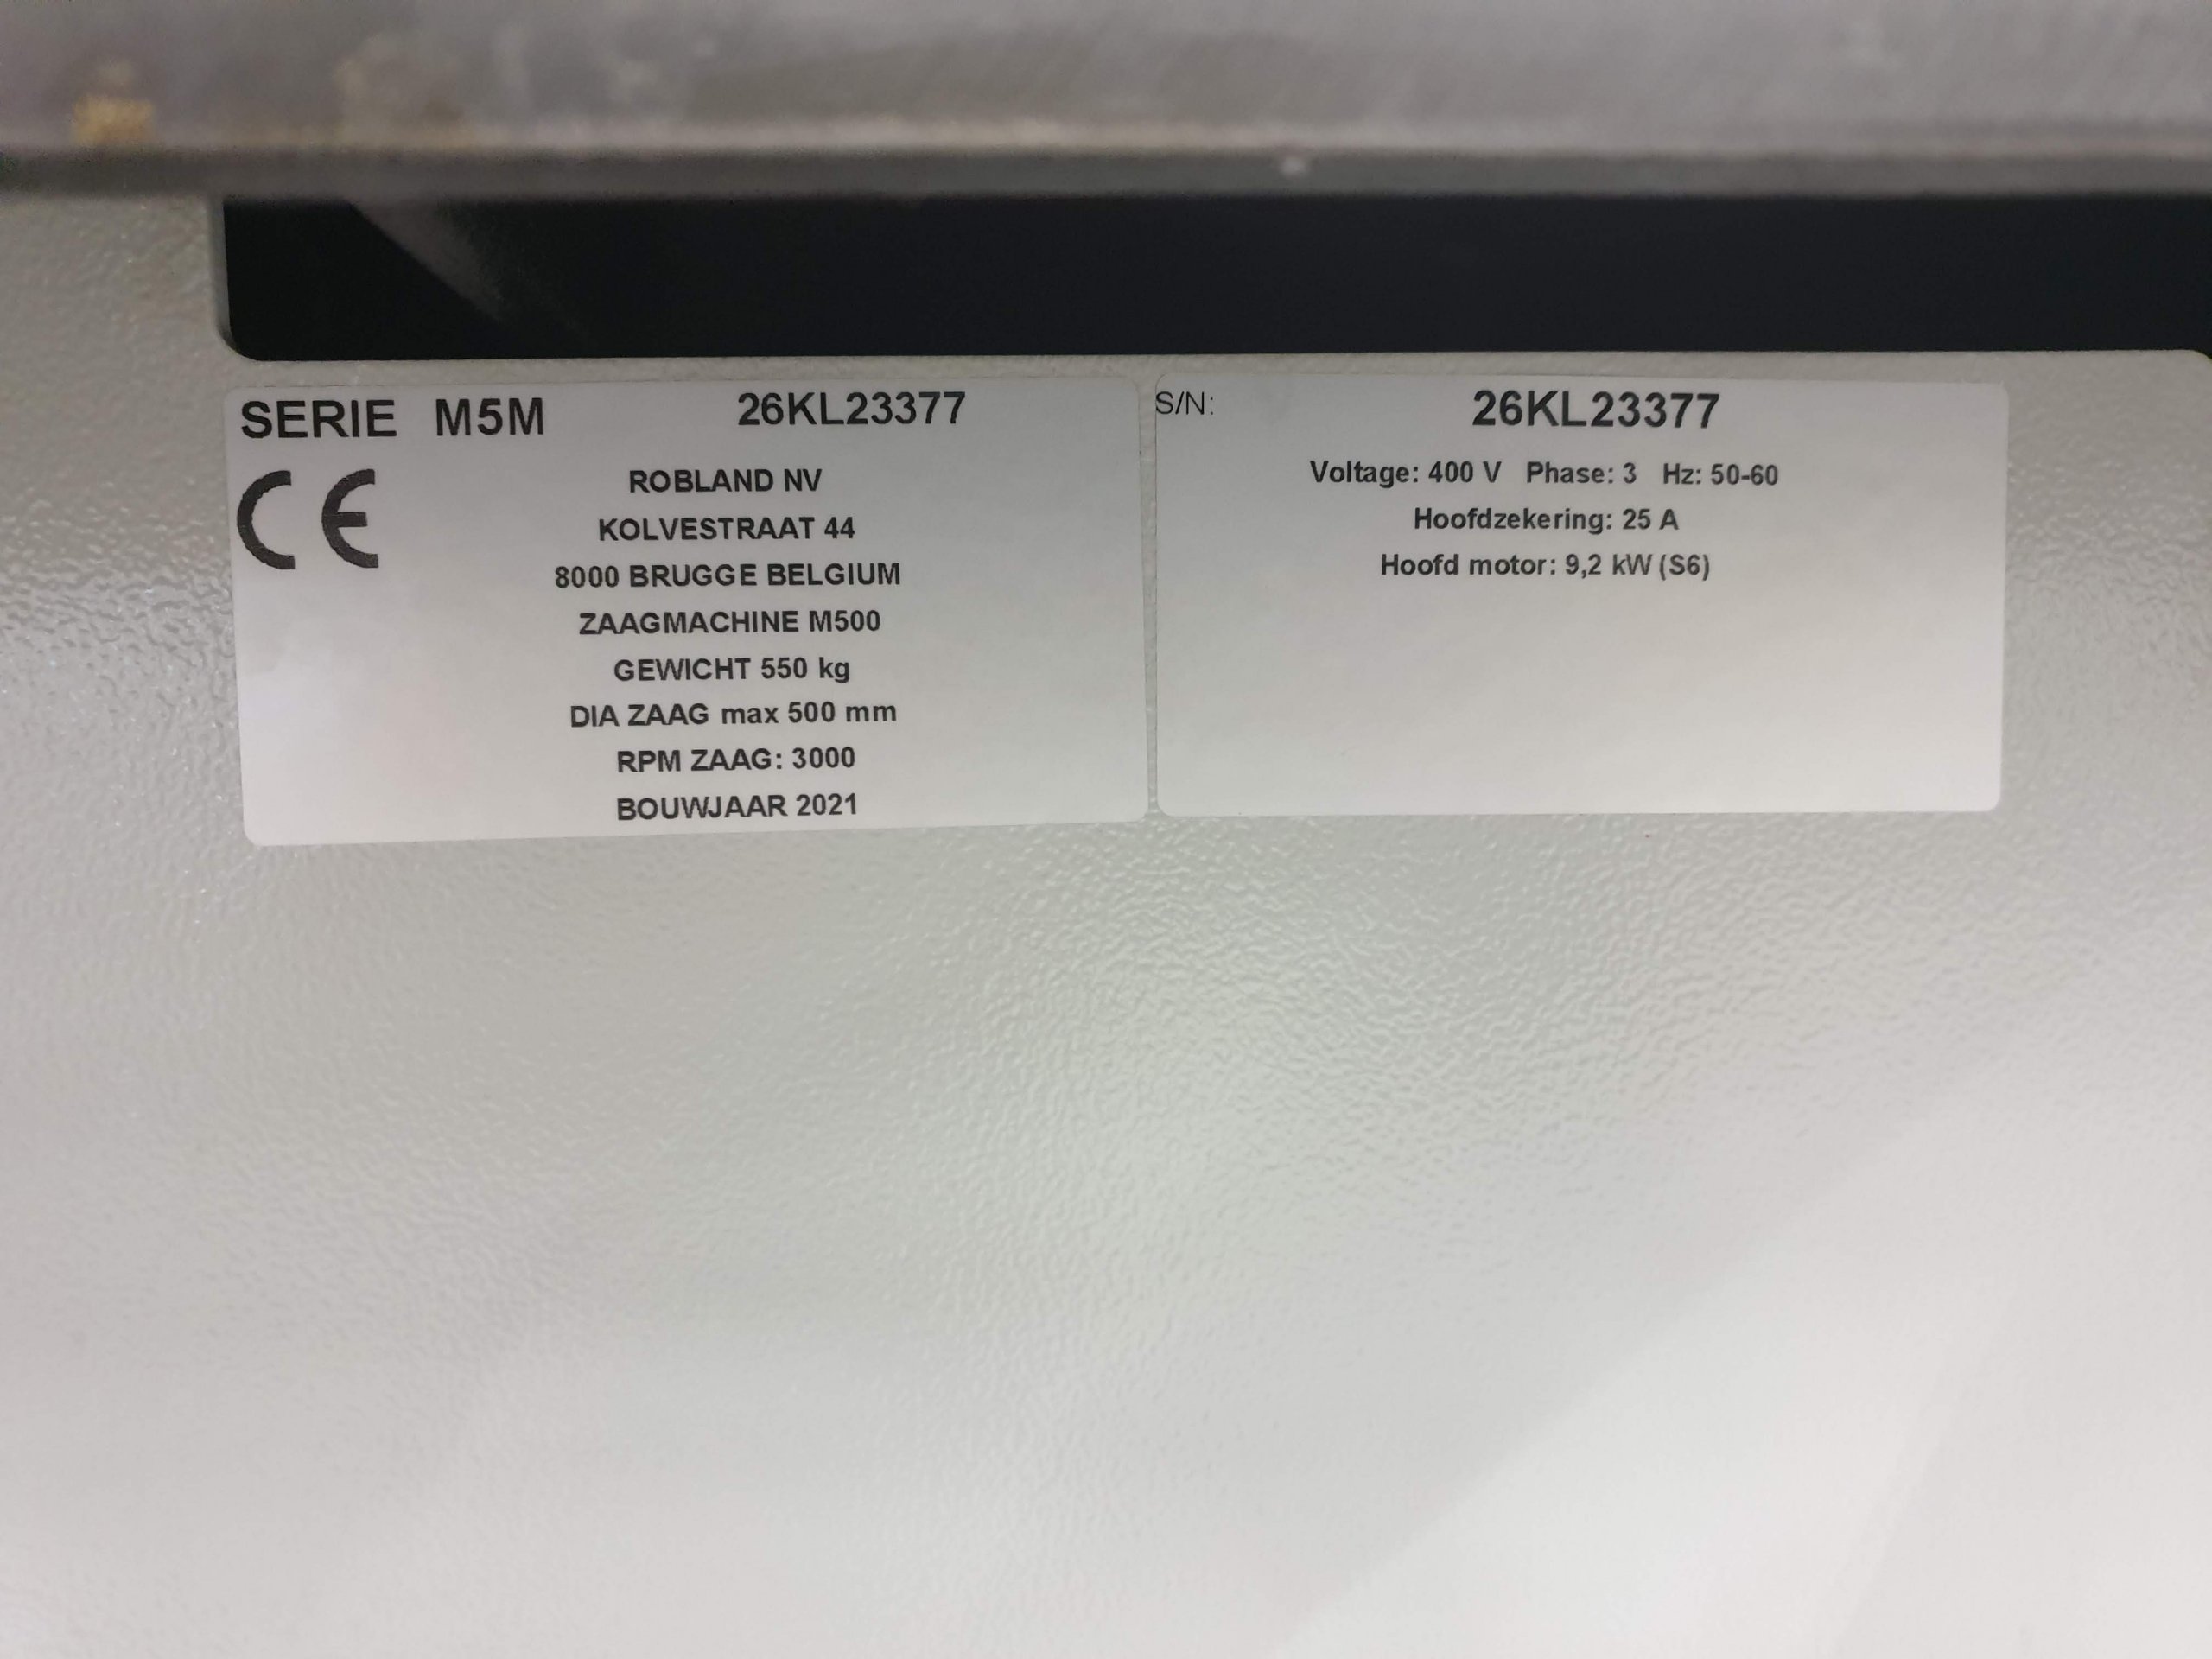 SERIE M5M 26KL23377
CE
ROBLAND NV
KOLVESTRAAT 44
8000 BRUGGE BELGIUM
ZAAGMACHINE M500
GEWICHT 550 kg
DIA ZAAG max 500 mm
RPM ZAAG: 3000
BOUWJAAR 2021
S/N: 26KL23377
Voltage: 400 V Phase: 3 Hz: 50-60
Hoofdzekering: 25 A
Hoofd motor: 9,2 kW (S6)